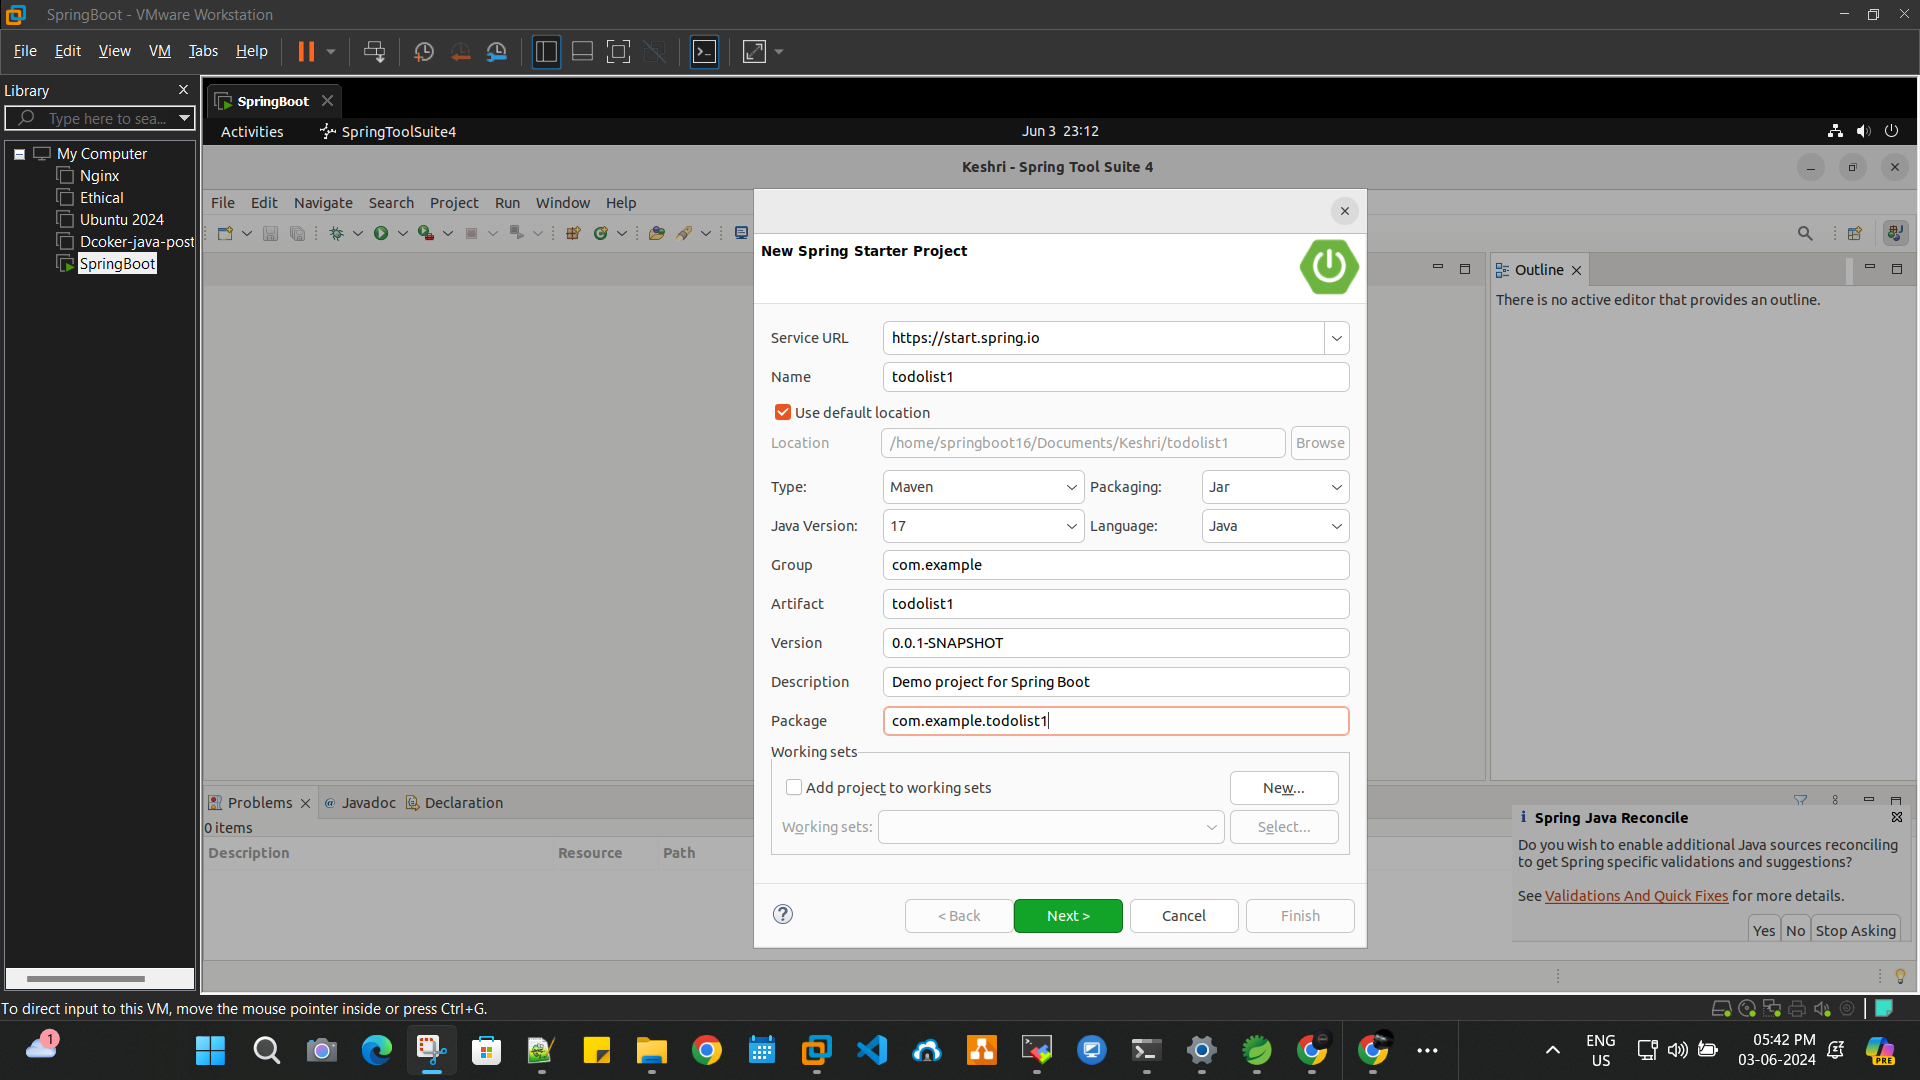 SpringBoot - VMware Workstation
File Edit View VM Tabs Help
Library
Type here to sea...
My Computer
Nginx
Ethical
Ubuntu 2024
Dcoker-java-post
SpringBoot
SpringBoot
Activities SpringToolSuite4 Jun 3 23:12
Keshri - Spring Tool Suite 4
File Edit Navigate Search Project Run Window Help
New Spring Starter Project
Service URL https://start.spring.io
Name todolist1
Use default location
Location /home/springboot16/Documents/Keshri/todolist1 Browse
Type: Maven Packaging: Jar
Java Version: 17 Language: Java
Group com.example
Artifact todolist1
Version 0.0.1-SNAPSHOT
Description Demo project for Spring Boot
Package com.example.todolist1
Working sets
Add project to working sets New...
Working sets: Select...
< Back Next > Cancel Finish
Outline
There is no active editor that provides an outline.
Problems @ Javadoc Declaration
0 items
Description Resource Path
Spring Java Reconcile
Do you wish to enable additional Java sources reconciling
to get Spring specific validations and suggestions?
See Validations And Quick Fixes for more details.
Yes No Stop Asking
To direct input to this VM, move the mouse pointer inside or press Ctrl+G.
1
ENG
US
05:42 PM
03-06-2024
PRE